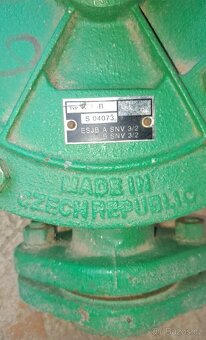 S 04073
ESJB A SNV 3/2
B SNV 3/2
MADE IN
CZECH REPUBLIC